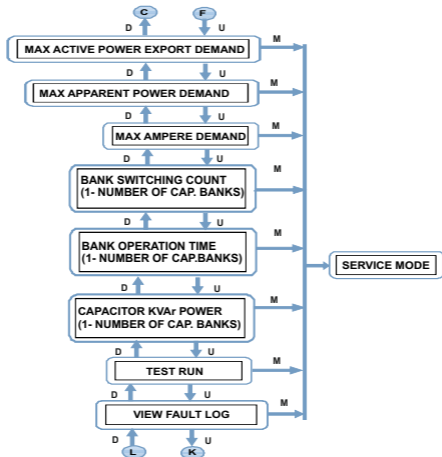 C F
D U
MAX ACTIVE POWER EXPORT DEMAND M
D U
MAX APPARENT POWER DEMAND M
D U
MAX AMPERE DEMAND M
D U
BANK SWITCHING COUNT M
(1- NUMBER OF CAP. BANKS)
D U
BANK OPERATION TIME M
(1- NUMBER OF CAP.BANKS)
SERVICE MODE
D U
CAPACITOR KVAr POWER M
(1- NUMBER OF CAP. BANKS)
D U
TEST RUN M
D U
VIEW FAULT LOG M
D U
L K